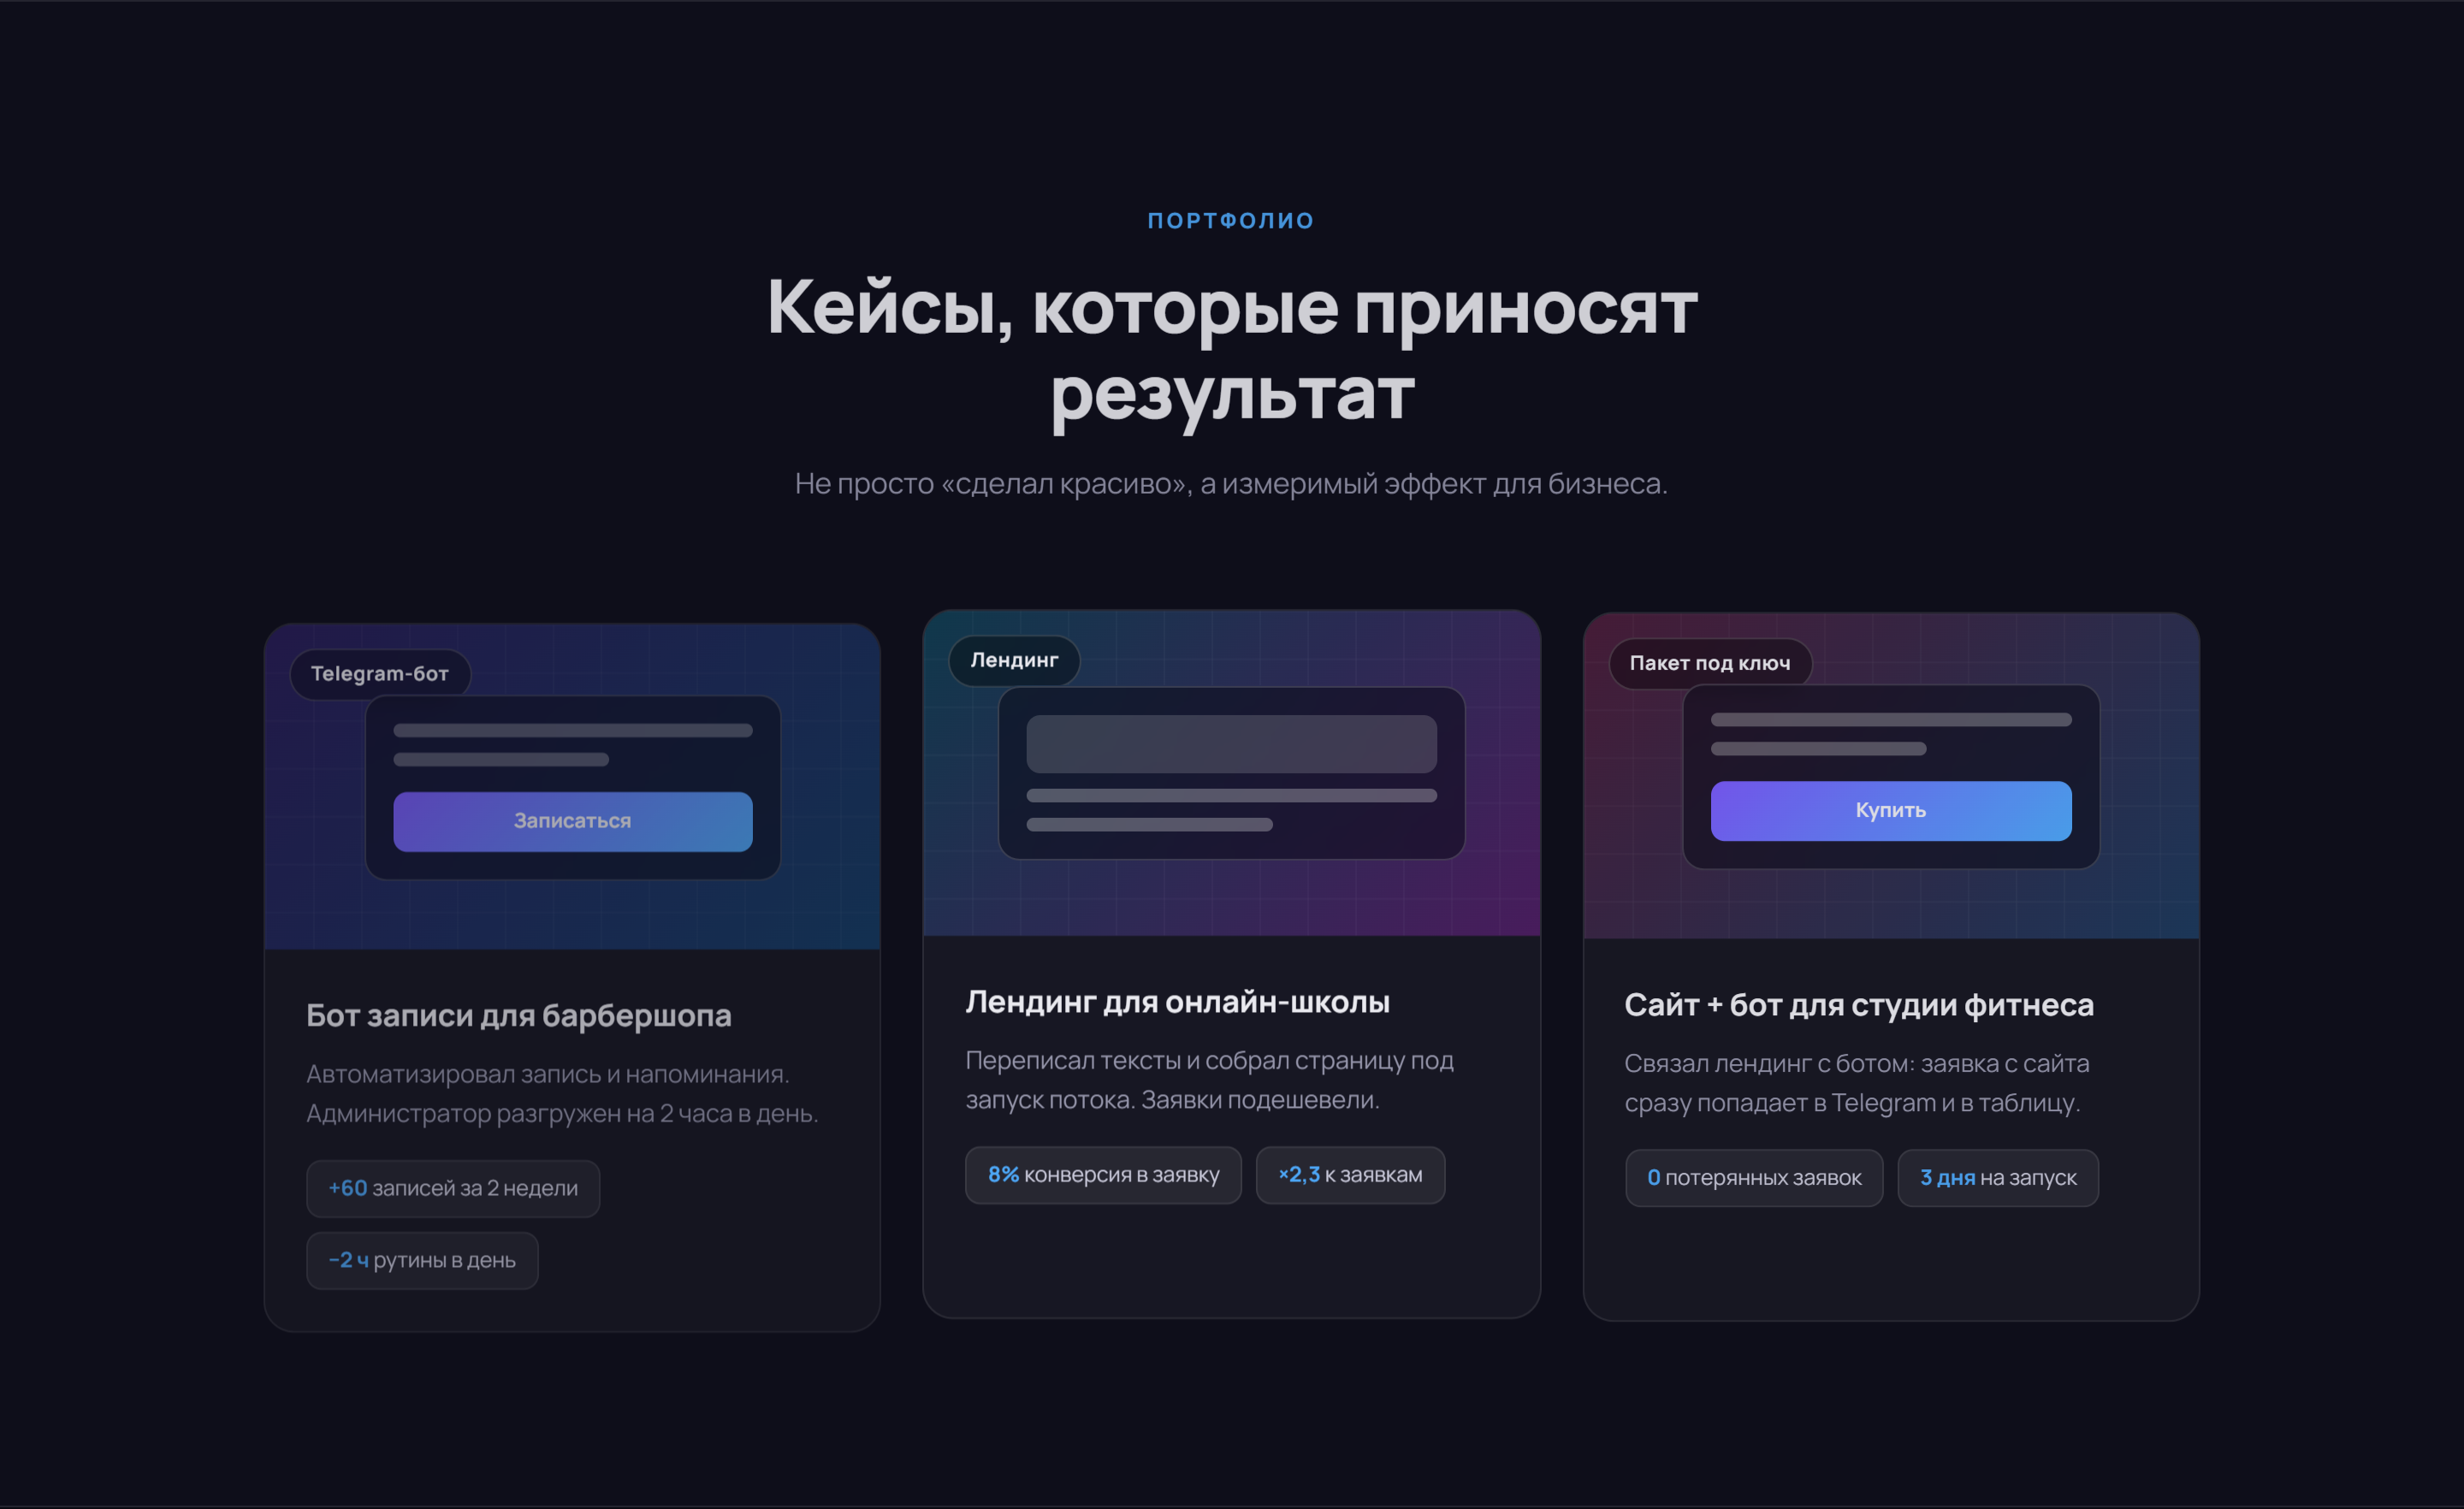 ПОРТФОЛИО
Кейсы, которые приносят
результат
Не просто «сделал красиво», а измеримый эффект для бизнеса.
Telegram-бот
Записаться
Бот записи для барбершопа
Автоматизировал запись и напоминания.
Администратор разгружен на 2 часа в день.
+60 записей за 2 недели
−2 ч рутины в день
Лендинг
Лендинг для онлайн-школы
Переписал тексты и собрал страницу под
запуск потока. Заявки подешевели.
8% конверсия в заявку
×2,3 к заявкам
Пакет под ключ
Купить
Сайт + бот для студии фитнеса
Связал лендинг с ботом: заявка с сайта
сразу попадает в Telegram и в таблицу.
0 потерянных заявок
3 дня на запуск